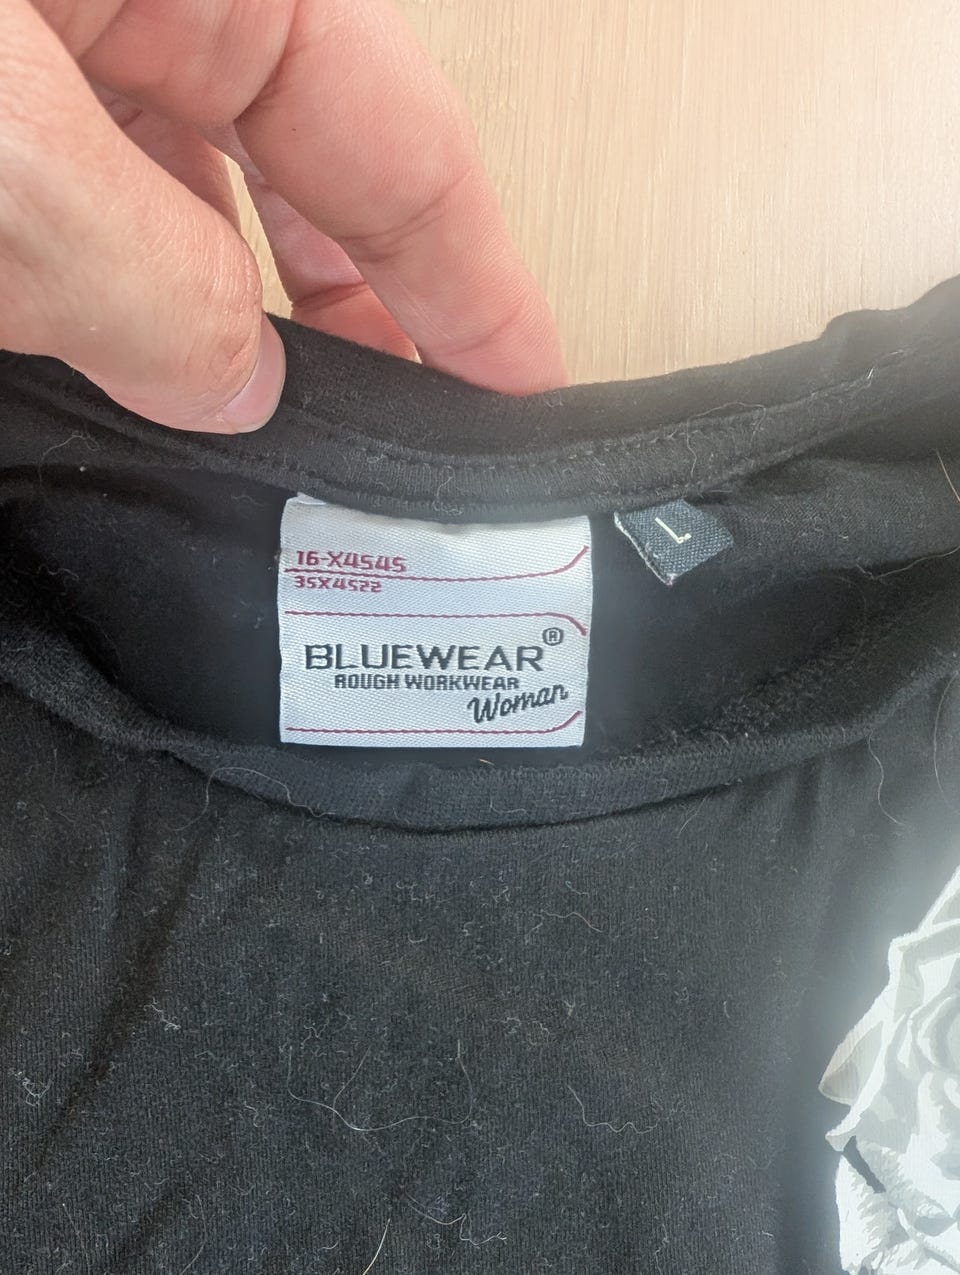 16-X4545
35X4522
BLUEWEAR®
ROUGH WORKWEAR
Woman
L